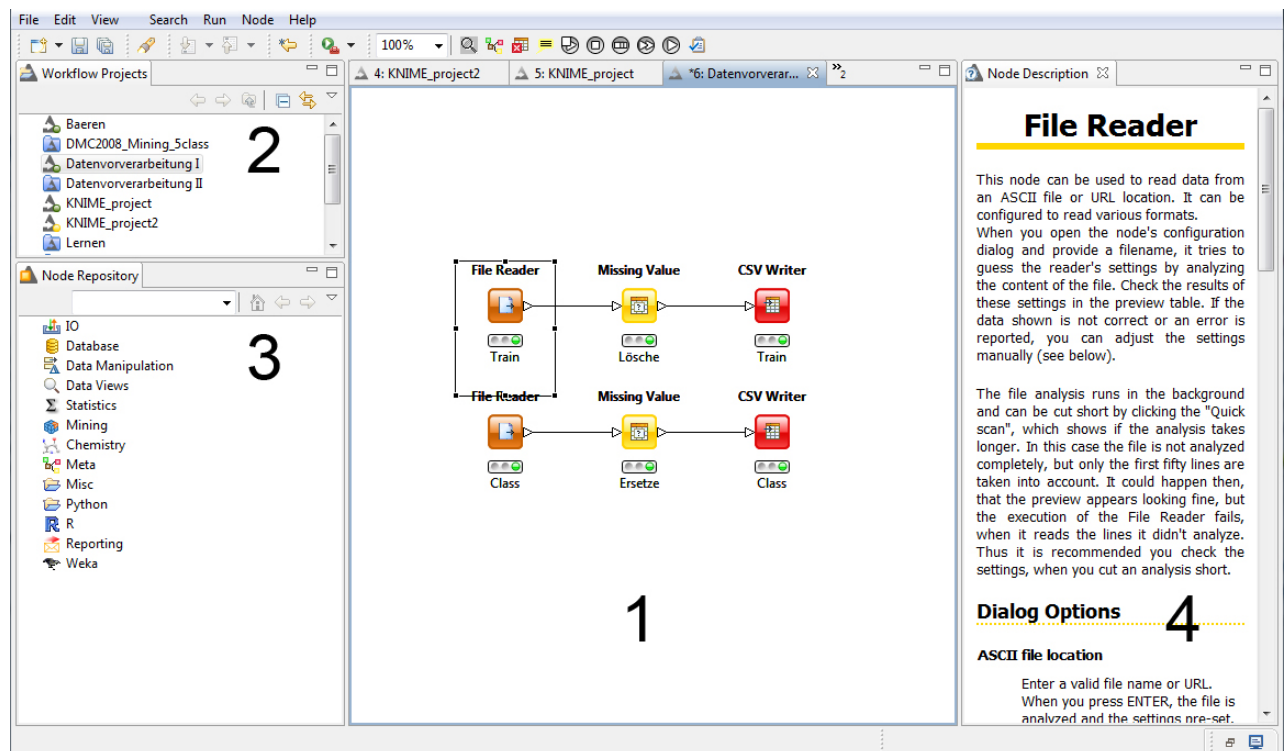 File Edit View Search Run Node Help
100%
Workflow Projects
Baeren
DMC2008_Mining_5class
Datenvorverarbeitung I
Datenvorverarbeitung II
KNIME_project
KNIME_project2
Lernen
2
Node Repository
IO
Database
Data Manipulation
Data Views
Statistics
Mining
Chemistry
Meta
Misc
Python
R
Reporting
Weka
3
4: KNIME_project2
5: KNIME_project
*6: Datenvorverar...
»2
File Reader Missing Value CSV Writer
Train Lösche Train
File Reader Missing Value CSV Writer
Class Ersetze Class
1
Node Description
File Reader
This node can be used to read data from
an ASCII file or URL location. It can be
configured to read various formats.
When you open the node's configuration
dialog and provide a filename, it tries to
guess the reader's settings by analyzing
the content of the file. Check the results of
these settings in the preview table. If the
data shown is not correct or an error is
reported, you can adjust the settings
manually (see below).
The file analysis runs in the background
and can be cut short by clicking the "Quick
scan", which shows if the analysis takes
longer. In this case the file is not analyzed
completely, but only the first fifty lines are
taken into account. It could happen then,
that the preview appears looking fine, but
the execution of the File Reader fails,
when it reads the lines it didn't analyze.
Thus it is recommended you check the
settings, when you cut an analysis short.
Dialog Options
4
ASCII file location
Enter a valid file name or URL.
When you press ENTER, the file is
analyzed and the settings pre-set.